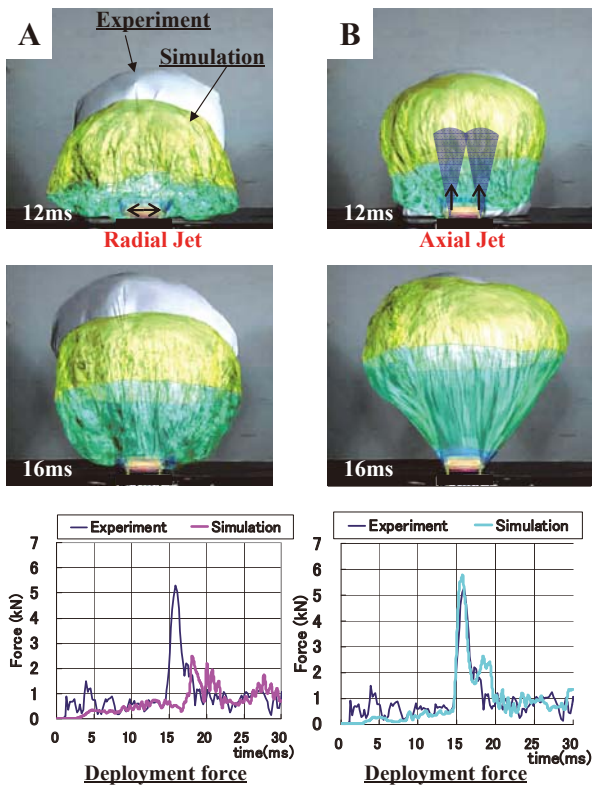 A
Experiment
Simulation
12ms
Radial Jet
B
12ms
Axial Jet
16ms
16ms
Experiment Simulation
7
6
5
4
3
2
1
0
Force (kN)
0 5 10 15 20 25 30
time(ms)
Deployment force
Experiment Simulation
7
6
5
4
3
2
1
0
Force (kN)
0 5 10 15 20 25 30
time(ms)
Deployment force